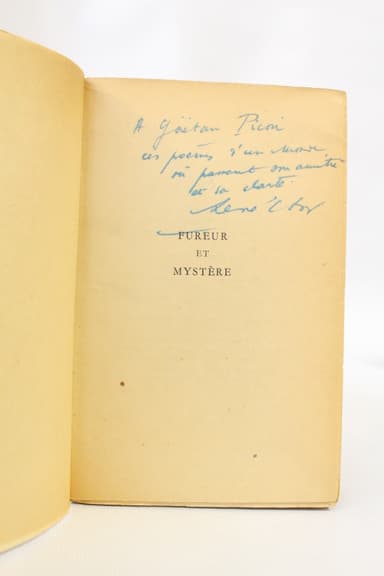 A Gaëtan Picon
ces poèmes d'un monde
où passent son amitié
et sa clarté.
René Char
FUREUR
ET
MYSTÈRE